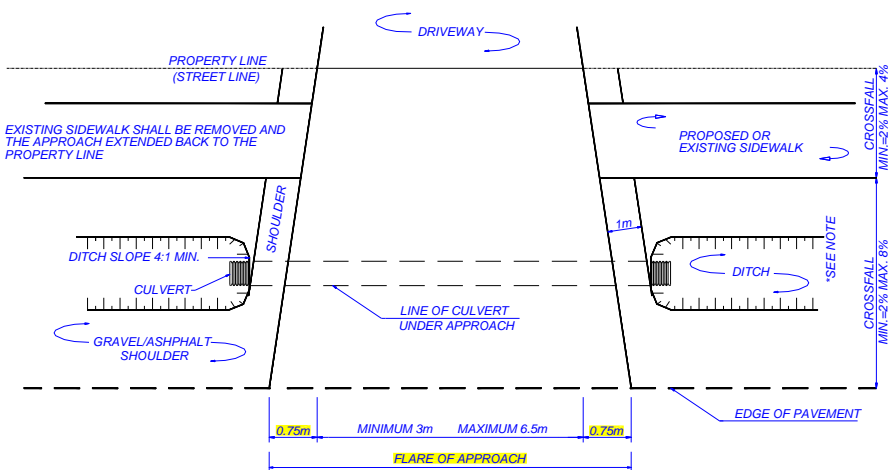 DRIVEWAY
PROPERTY LINE
(STREET LINE)
CROSSFALL
MIN.=2% MAX. 4%
EXISTING SIDEWALK SHALL BE REMOVED AND
THE APPROACH EXTENDED BACK TO THE
PROPERTY LINE
PROPOSED OR
EXISTING SIDEWALK
SHOULDER
1m
DITCH SLOPE 4:1 MIN.
CULVERT
DITCH
*SEE NOTE
CROSSFALL
MIN.=2% MAX. 8%
LINE OF CULVERT
UNDER APPROACH
GRAVEL/ASHPHALT
SHOULDER
EDGE OF PAVEMENT
0.75m MINIMUM 3m MAXIMUM 6.5m 0.75m
FLARE OF APPROACH